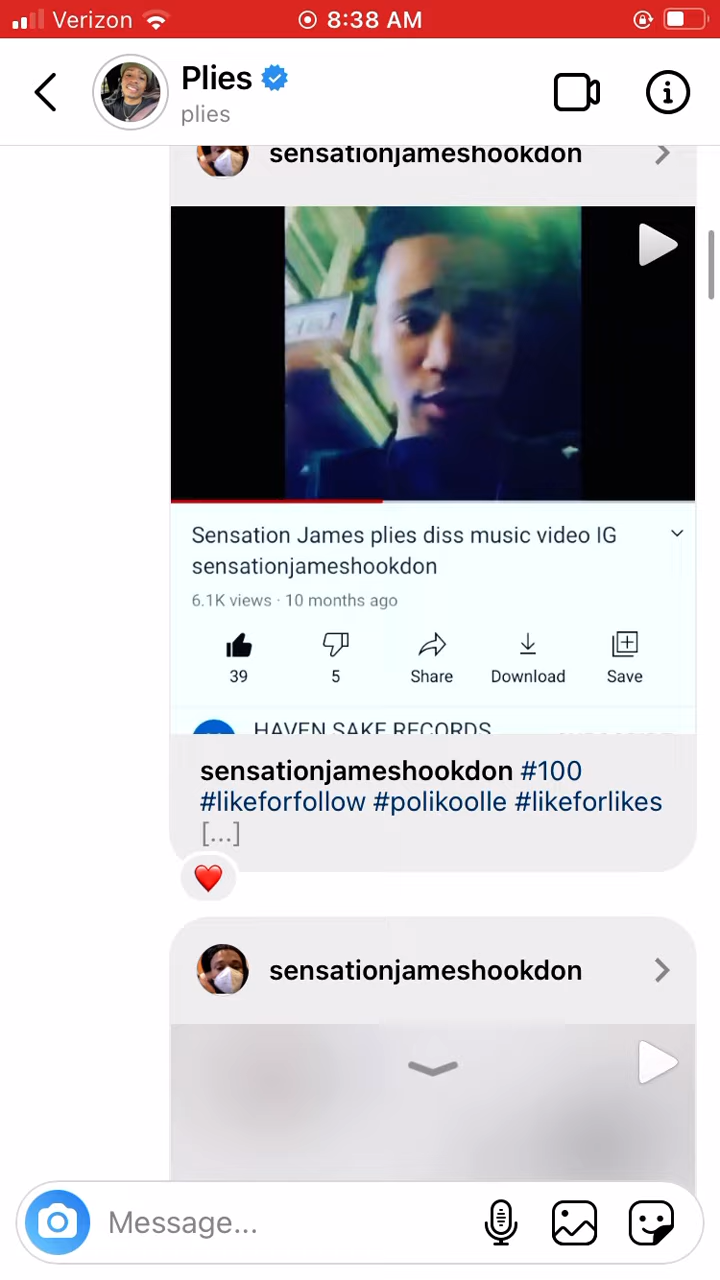 Verizon 8:38 AM
Plies
plies
sensationjameshookdon
Sensation James plies diss music video IG
sensationjameshookdon
6.1K views · 10 months ago
39 5 Share Download Save
HAVEN SAKE RECORDS
sensationjameshookdon #100
#likeforfollow #polikoolle #likeforlikes
[...]
sensationjameshookdon
Message...